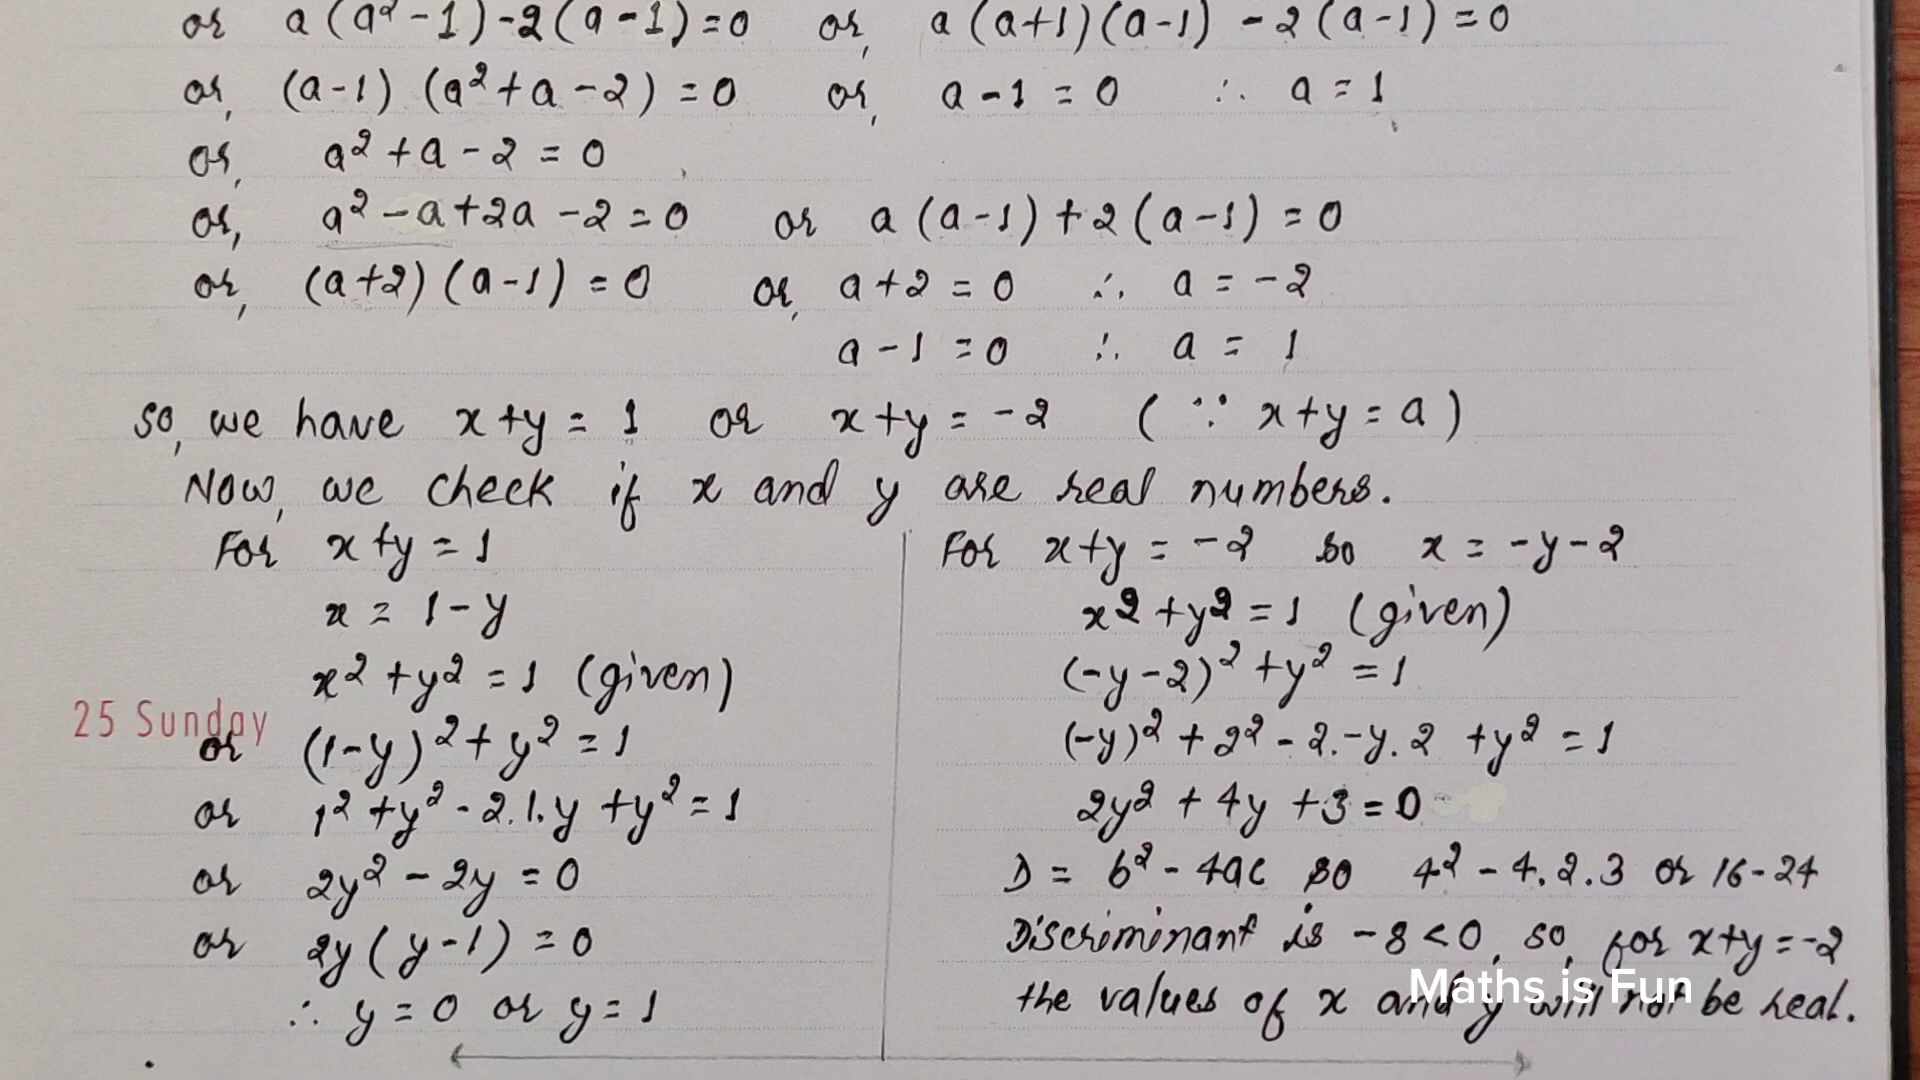 or a(a²-1)-2(a-1)=0 or, a(a+1)(a-1) - 2(a-1)=0
or, (a-1) (a²+a-2) = 0 or, a-1=0 ∴ a=1
or, a²+a-2=0
or, a²-a+2a-2=0 or a(a-1)+2(a-1)=0
or, (a+2)(a-1)=0 or, a+2=0 ∴ a=-2
a-1=0 ∴ a=1
So, we have x+y=1 or x+y=-2 (∵ x+y=a)
Now, we check if x and y are real numbers.
For x+y=1
x = 1-y
x²+y²=1 (given)
25 Sunday
or (1-y)²+y²=1
or 1²+y²-2.1.y+y²=1
or 2y²-2y=0
or 2y(y-1)=0
∴ y=0 or y=1
For x+y=-2 so x=-y-2
x²+y²=1 (given)
(-y-2)²+y²=1
(-y)²+2²-2.-y.2+y²=1
2y²+4y+3=0
D = b²-4ac so 4²-4.2.3 or 16-24
Discriminant is -8<0, so, for x+y=-2
the values of x and y will not be real.
Maths is Fun